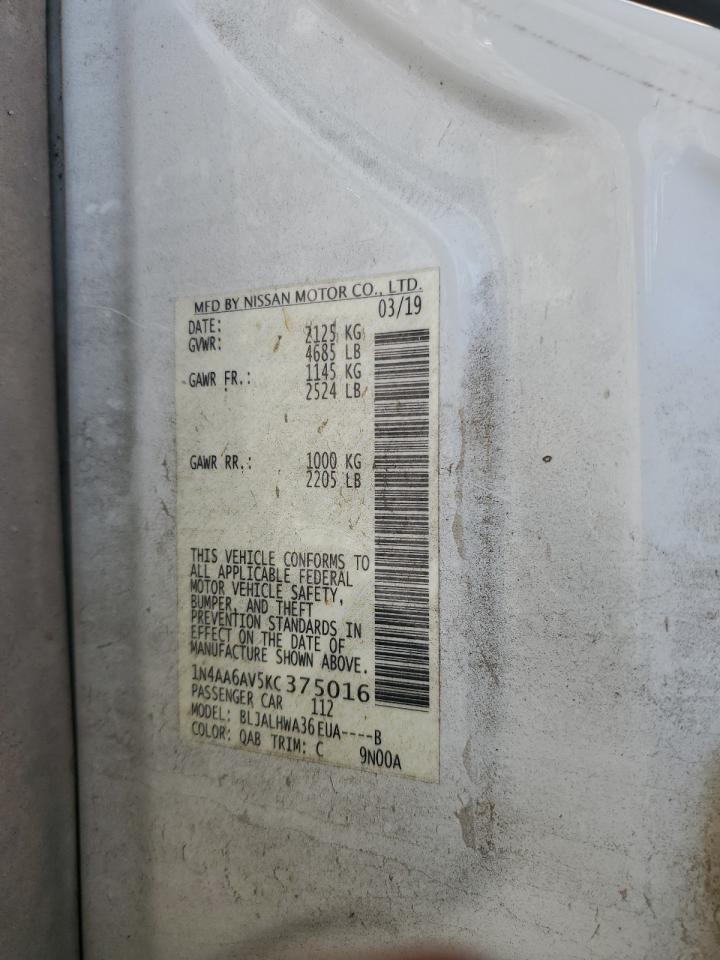 MFD BY NISSAN MOTOR CO., LTD.
DATE: 03/19
GVWR: 2125 KG
4685 LB
GAWR FR.: 1145 KG
2524 LB
GAWR RR.: 1000 KG
2205 LB
THIS VEHICLE CONFORMS TO
ALL APPLICABLE FEDERAL
MOTOR VEHICLE SAFETY,
BUMPER, AND THEFT
PREVENTION STANDARDS IN
EFFECT ON THE DATE OF
MANUFACTURE SHOWN ABOVE.
1N4AA6AV5KC375016
PASSENGER CAR 112
MODEL: BLJALHWA36EUA----B
COLOR: QAB TRIM: C 9N00A